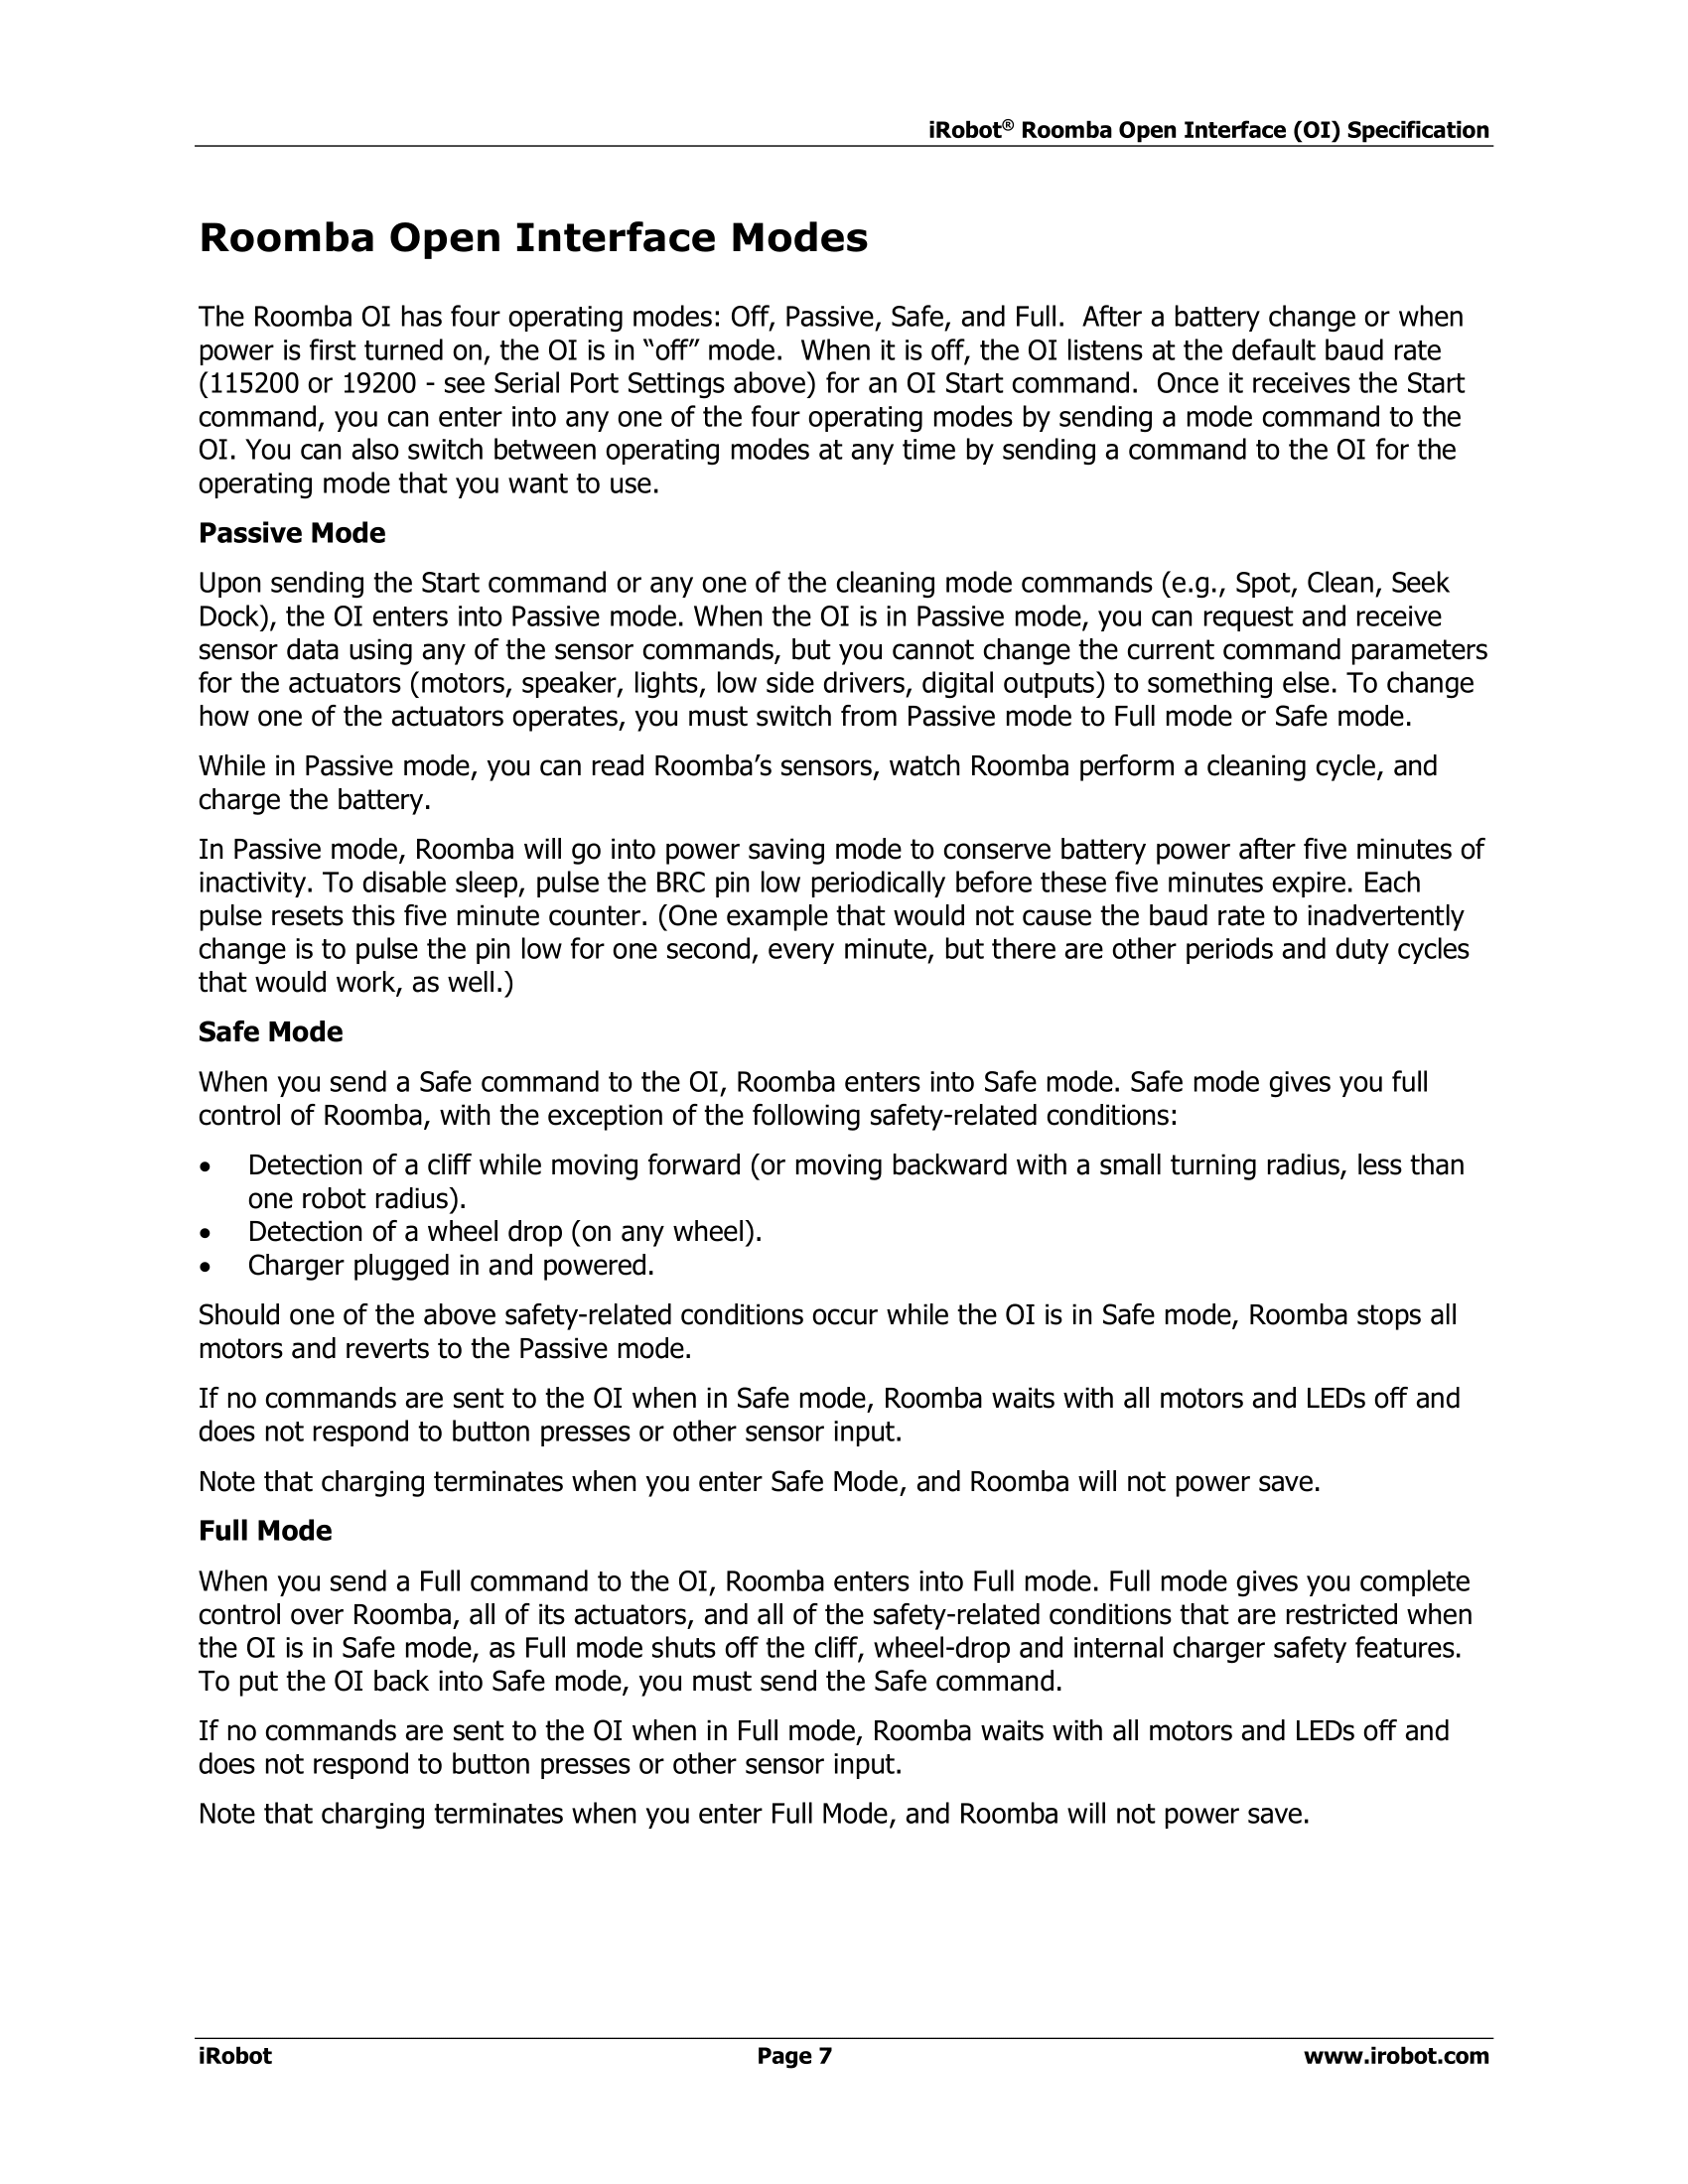 iRobot® Roomba Open Interface (OI) Specification
Roomba Open Interface Modes
The Roomba OI has four operating modes: Off, Passive, Safe, and Full.  After a battery change or when
power is first turned on, the OI is in “off” mode.  When it is off, the OI listens at the default baud rate
(115200 or 19200 - see Serial Port Settings above) for an OI Start command.  Once it receives the Start
command, you can enter into any one of the four operating modes by sending a mode command to the
OI. You can also switch between operating modes at any time by sending a command to the OI for the
operating mode that you want to use.
Passive Mode
Upon sending the Start command or any one of the cleaning mode commands (e.g., Spot, Clean, Seek
Dock), the OI enters into Passive mode. When the OI is in Passive mode, you can request and receive
sensor data using any of the sensor commands, but you cannot change the current command parameters
for the actuators (motors, speaker, lights, low side drivers, digital outputs) to something else. To change
how one of the actuators operates, you must switch from Passive mode to Full mode or Safe mode.
While in Passive mode, you can read Roomba’s sensors, watch Roomba perform a cleaning cycle, and
charge the battery.
In Passive mode, Roomba will go into power saving mode to conserve battery power after five minutes of
inactivity. To disable sleep, pulse the BRC pin low periodically before these five minutes expire. Each
pulse resets this five minute counter. (One example that would not cause the baud rate to inadvertently
change is to pulse the pin low for one second, every minute, but there are other periods and duty cycles
that would work, as well.)
Safe Mode
When you send a Safe command to the OI, Roomba enters into Safe mode. Safe mode gives you full
control of Roomba, with the exception of the following safety-related conditions:
• Detection of a cliff while moving forward (or moving backward with a small turning radius, less than
one robot radius).
• Detection of a wheel drop (on any wheel).
• Charger plugged in and powered.
Should one of the above safety-related conditions occur while the OI is in Safe mode, Roomba stops all
motors and reverts to the Passive mode.
If no commands are sent to the OI when in Safe mode, Roomba waits with all motors and LEDs off and
does not respond to button presses or other sensor input.
Note that charging terminates when you enter Safe Mode, and Roomba will not power save.
Full Mode
When you send a Full command to the OI, Roomba enters into Full mode. Full mode gives you complete
control over Roomba, all of its actuators, and all of the safety-related conditions that are restricted when
the OI is in Safe mode, as Full mode shuts off the cliff, wheel-drop and internal charger safety features.
To put the OI back into Safe mode, you must send the Safe command.
If no commands are sent to the OI when in Full mode, Roomba waits with all motors and LEDs off and
does not respond to button presses or other sensor input.
Note that charging terminates when you enter Full Mode, and Roomba will not power save.
iRobot Page 7 www.irobot.com